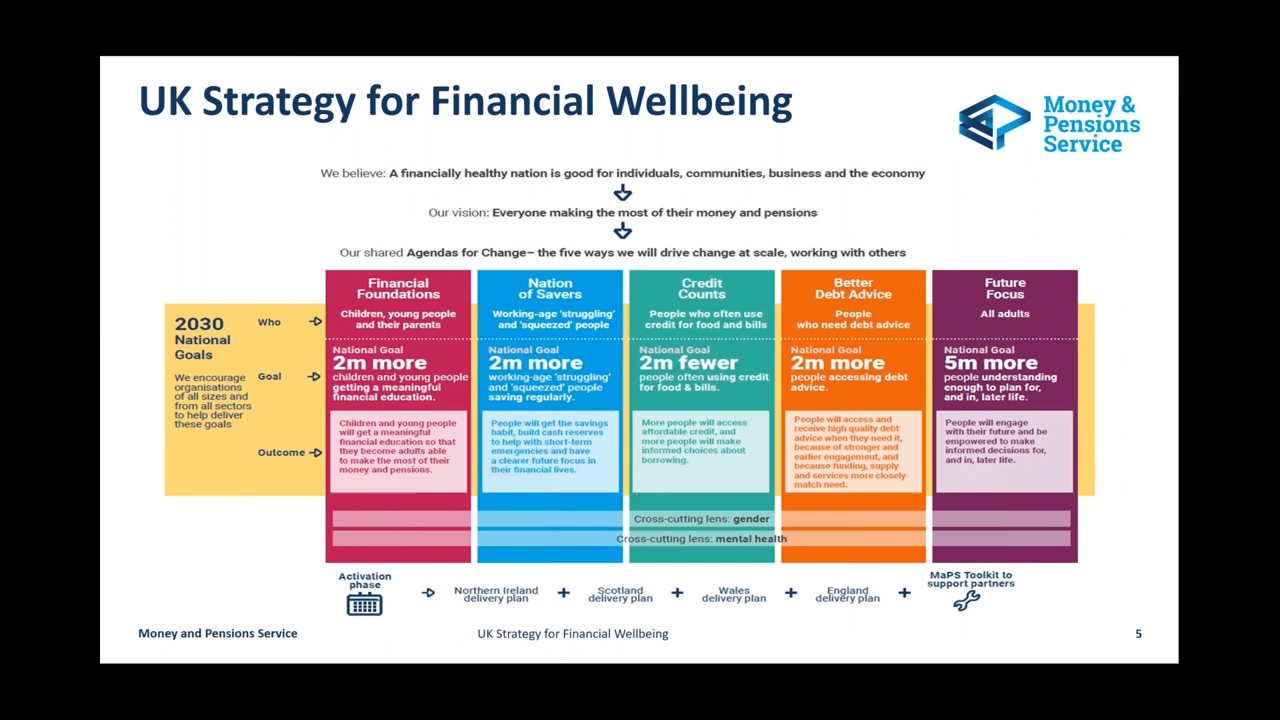 UK Strategy for Financial Wellbeing
Money &
Pensions
Service
We believe: A financially healthy nation is good for individuals, communities, business and the economy
Our vision: Everyone making the most of their money and pensions
Our shared Agendas for Change– the five ways we will drive change at scale, working with others
2030
National
Goals
We encourage
organisations
of all sizes and
from all sectors
to help deliver
these goals
Who
Goal
Outcome
Financial
Foundations
Children, young people
and their parents
National Goal
2m more
children and young people
getting a meaningful
financial education.
Children and young people
will get a meaningful
financial education so that
they become adults able
to make the most of their
money and pensions.
Nation
of Savers
Working-age 'struggling'
and 'squeezed' people
National Goal
2m more
working-age 'struggling'
and 'squeezed' people
saving regularly.
People will get the savings
habit, build cash reserves
to help with short-term
emergencies and have
a clearer future focus in
their financial lives.
Credit
Counts
People who often use
credit for food and bills
National Goal
2m fewer
people often using credit
for food & bills.
More people will access
affordable credit, and
more people will make
informed choices about
borrowing.
Better
Debt Advice
People
who need debt advice
National Goal
2m more
people accessing debt
advice.
People will access and
receive high quality debt
advice when they need it,
because of stronger and
earlier engagement, and
because funding, supply
and services more closely
match need.
Future
Focus
All adults
National Goal
5m more
people understanding
enough to plan for,
and in, later life.
People will engage
with their future and be
empowered to make
informed decisions for,
and in, later life.
Cross-cutting lens: gender
Cross-cutting lens: mental health
Activation
phase
Northern Ireland
delivery plan
Scotland
delivery plan
Wales
delivery plan
England
delivery plan
MaPS Toolkit to
support partners
Money and Pensions Service
UK Strategy for Financial Wellbeing
5